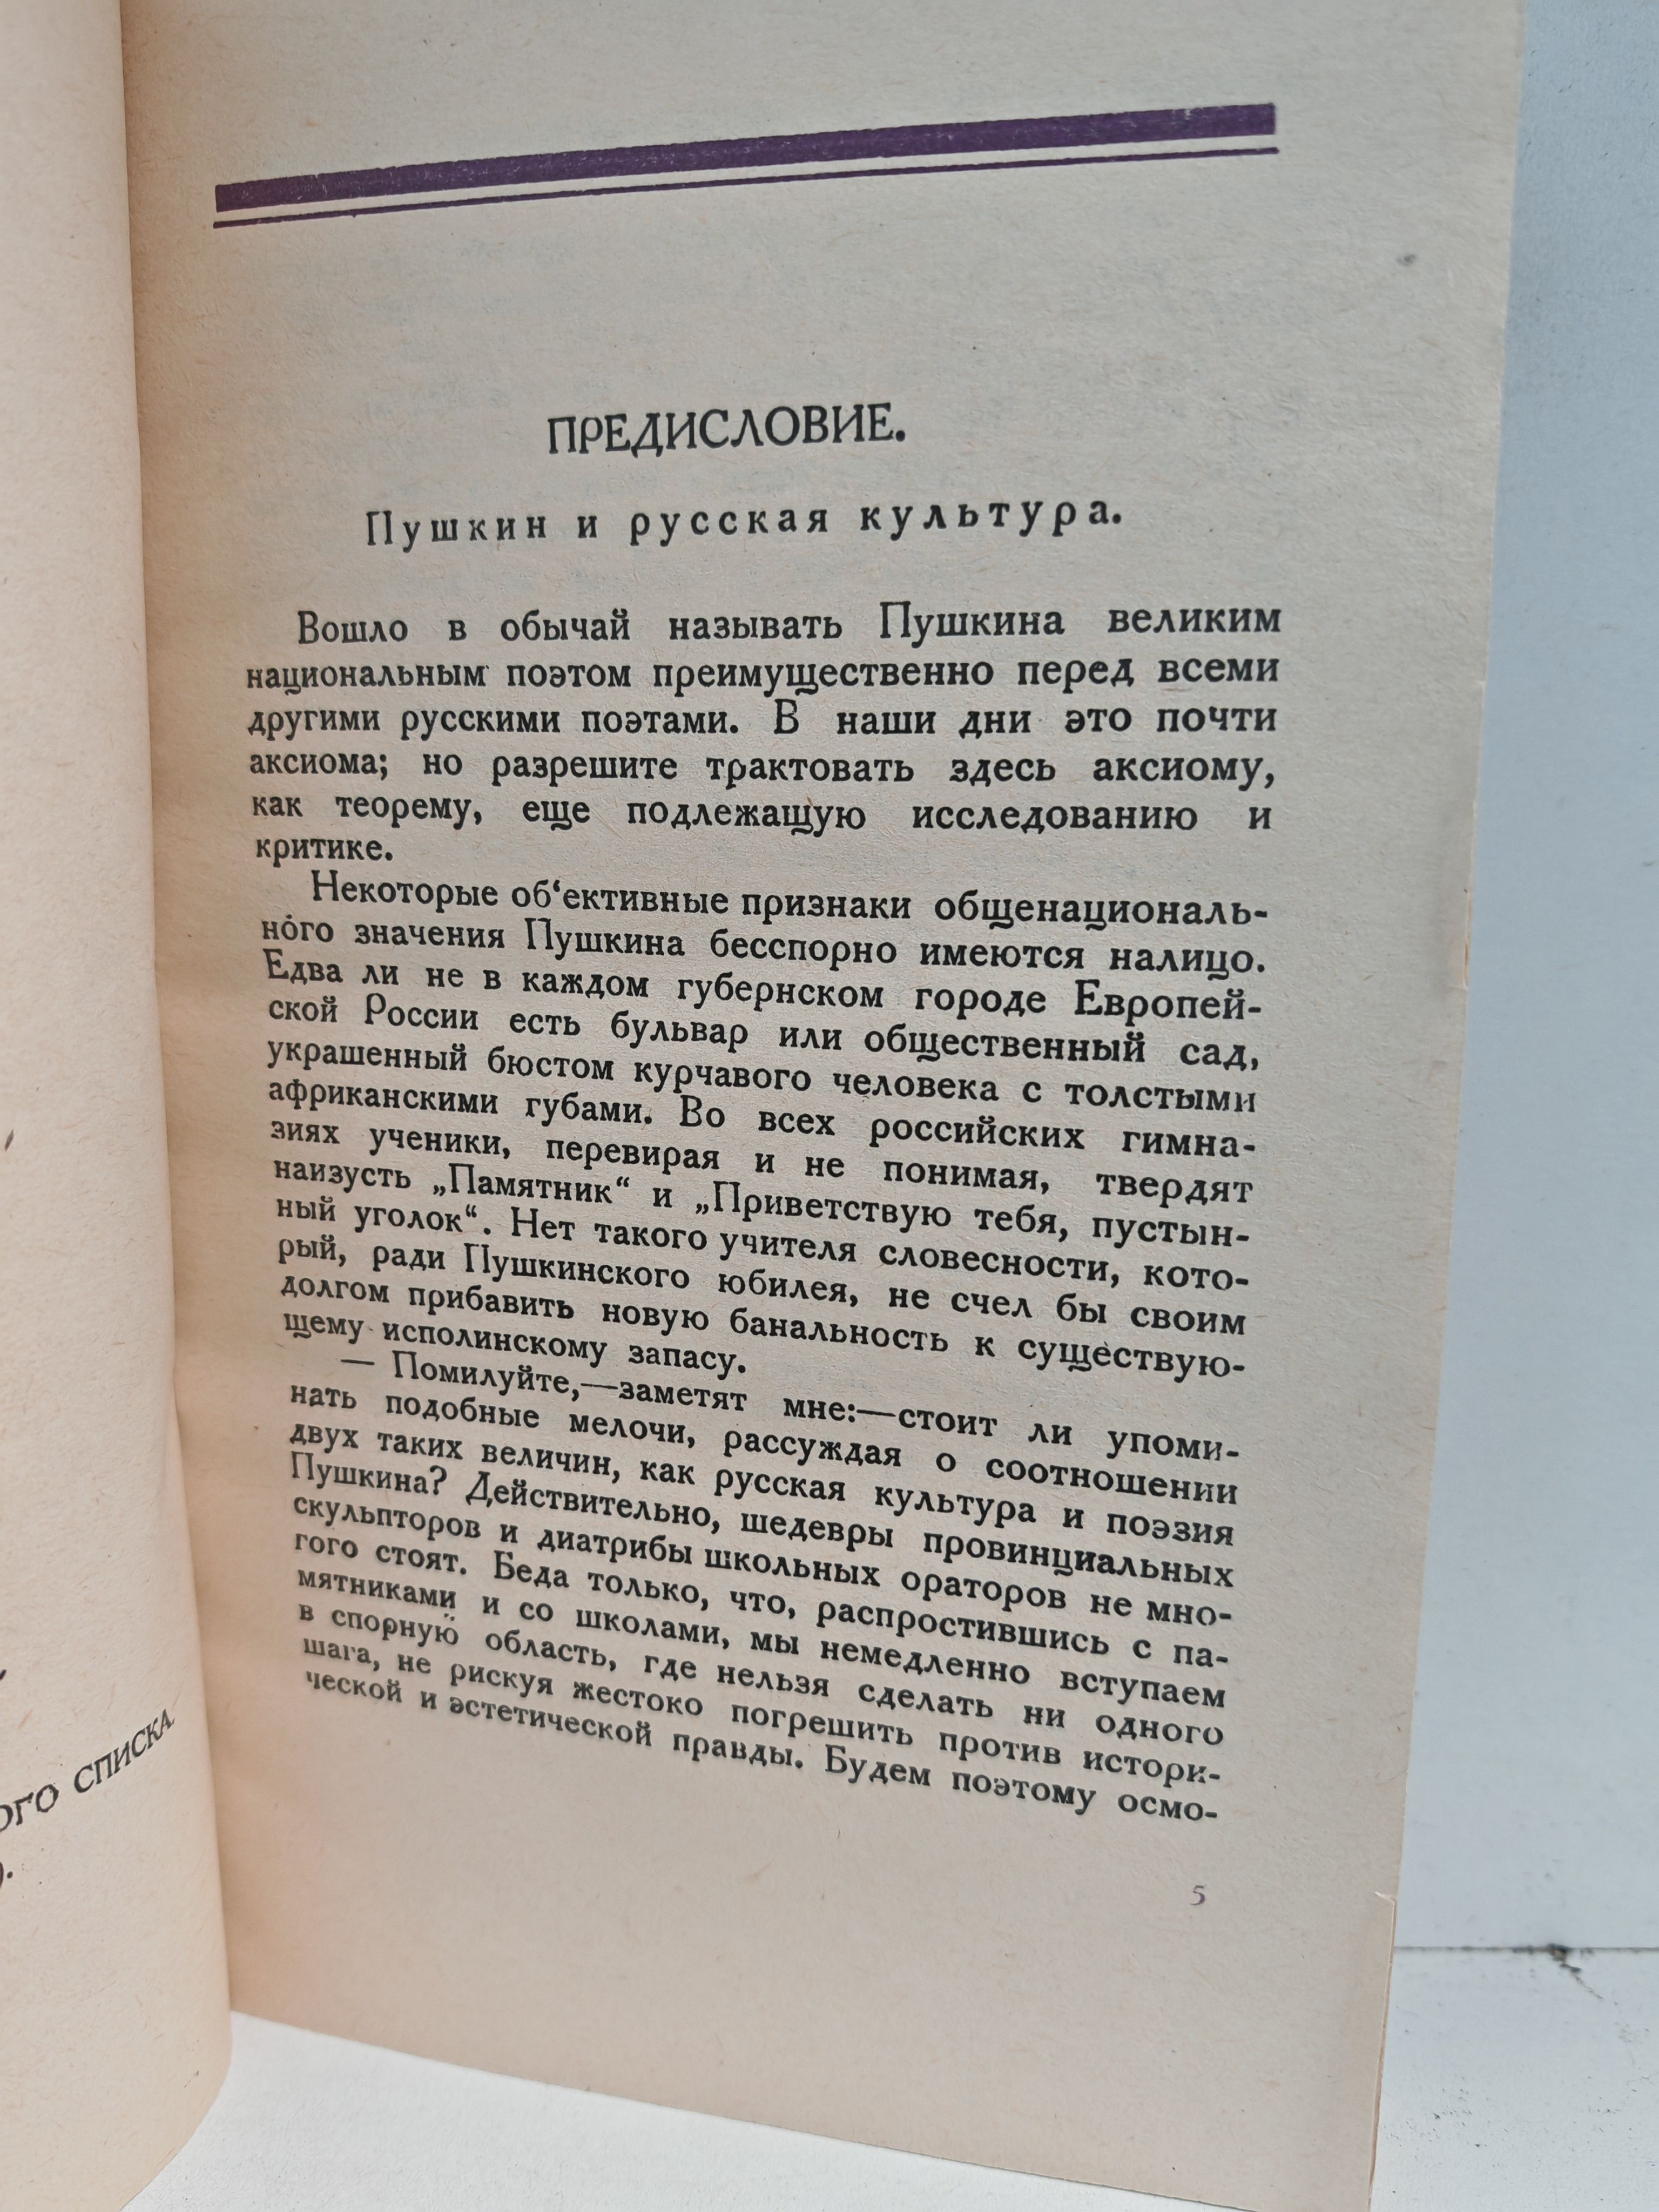 ОГО СПИСКА
).
ПРЕДИСЛОВИЕ.
Пушкин и русская культура.
Вошло в обычай называть Пушкина великим
национальным поэтом преимущественно перед всеми
другими русскими поэтами. В наши дни это почти
аксиома; но разрешите трактовать здесь аксиому,
как теорему, еще подлежащую исследованию и
критике.
Некоторые об‘ективные признаки общенациональ-
ного значения Пушкина бесспорно имеются налицо.
Едва ли не в каждом губернском городе Европей-
ской России есть бульвар или общественный сад,
украшенный бюстом курчавого человека с толстыми
африканскими губами. Во всех российских гимна-
зиях ученики, перевирая и не понимая, твердят
наизусть „Памятник“ и „Приветствую тебя, пустын-
ный уголок“. Нет такого учителя словесности, кото-
рый, ради Пушкинского юбилея, не счел бы своим
долгом прибавить новую банальность к существую-
щему исполинскому запасу.
— Помилуйте,—заметят мне:—стоит ли упоми-
нать подобные мелочи, рассуждая о соотношении
двух таких величин, как русская культура и поэзия
Пушкина? Действительно, шедевры провинциальных
скульпторов и диатрибы школьных ораторов не мно-
гого стоят. Беда только, что, распростившись с па-
мятниками и со школами, мы немедленно вступаем
в спорную область, где нельзя сделать ни одного
шага, не рискуя жестоко погрешить против истори-
ческой и эстетической правды. Будем поэтому осмо-
5